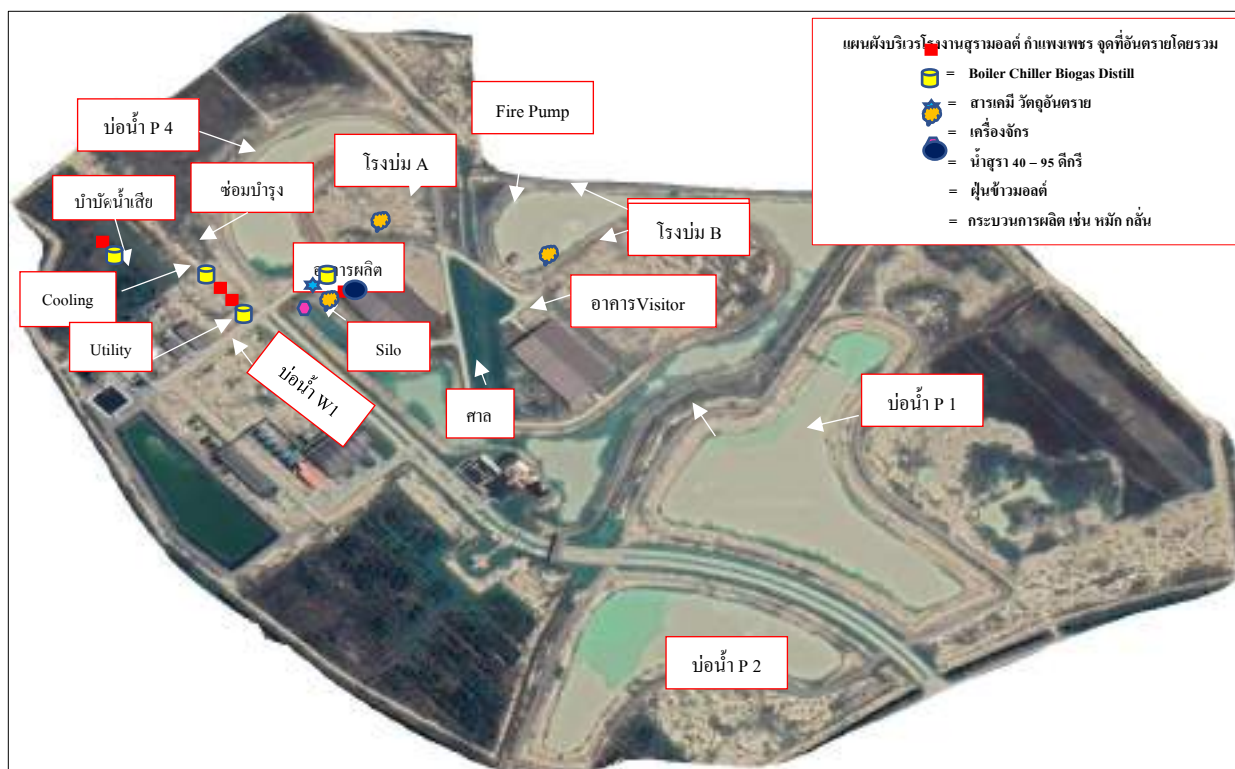 แผนผังบริเวรโรงงานสุรามอลต์ กำแพงเพชร จุดที่อันตรายโดยรวม
= Boiler Chiller Biogas Distill
= สารเคมี วัตถุอันตราย
= เครื่องจักร
= น้ำสุรา 40 – 95 ดีกรี
= ฝุ่นข้าวมอลต์
= กระบวนการผลิต เช่น หมัก กลั่น
Fire Pump
บ่อน้ำ P 4
โรงบ่ม A
ซ่อมบำรุง
บำบัดน้ำเสีย
โรงบ่ม B
การผลิต
Cooling
อาคารVisitor
Utility
Silo
บ่อน้ำ W1
ศาล
บ่อน้ำ P 1
บ่อน้ำ P 2